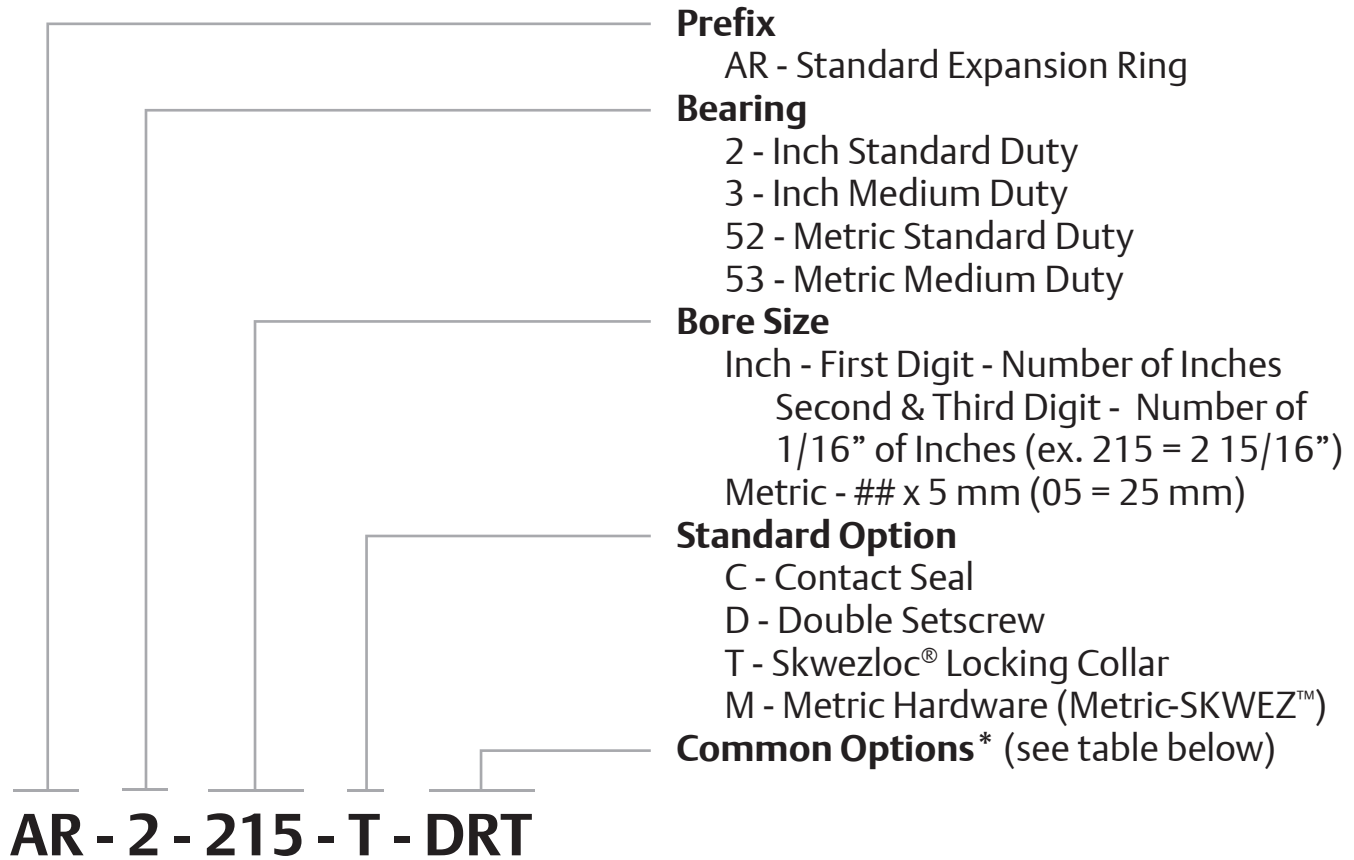 Prefix
AR - Standard Expansion Ring
Bearing
2 - Inch Standard Duty
3 - Inch Medium Duty
52 - Metric Standard Duty
53 - Metric Medium Duty
Bore Size
Inch - First Digit - Number of Inches
Second & Third Digit - Number of
1/16” of Inches (ex. 215 = 2 15/16”)
Metric - ## x 5 mm (05 = 25 mm)
Standard Option
C - Contact Seal
D - Double Setscrew
T - Skwezloc® Locking Collar
M - Metric Hardware (Metric-SKWEZ™)
Common Options* (see table below)
AR - 2 - 215 - T - DRT